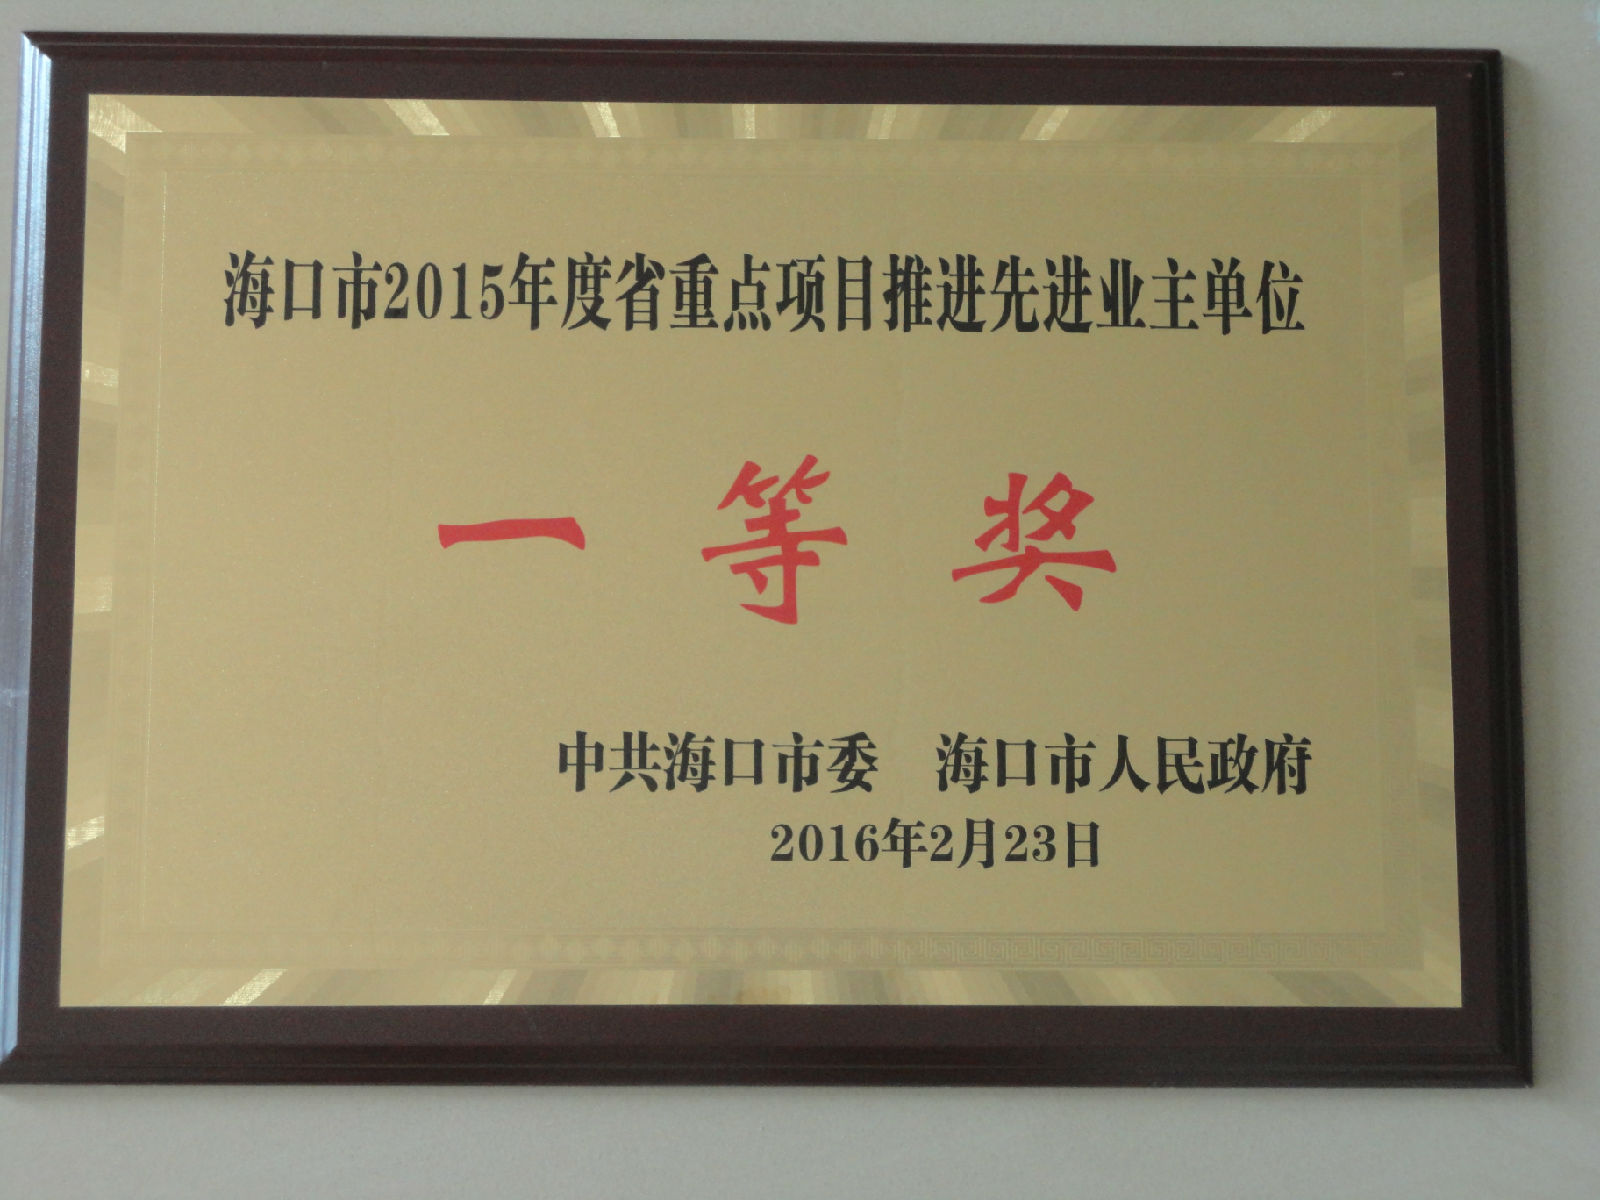 海口市2015年度省重点项目推进先进业主单位
一等奖
中共海口市委　海口市人民政府
2016年2月23日